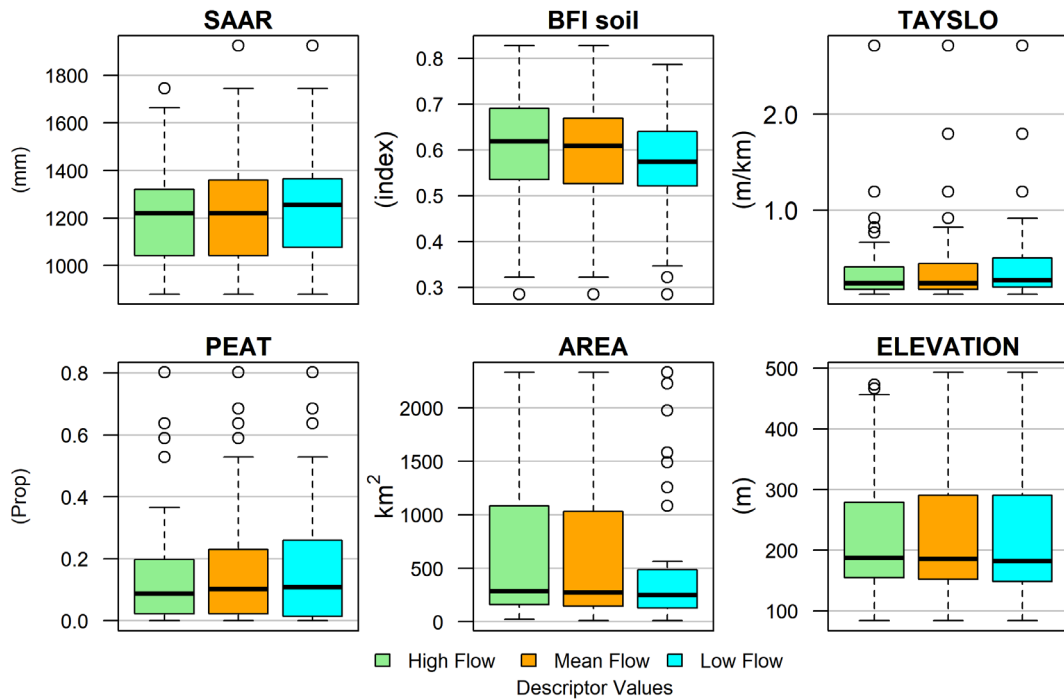 SAAR
BFI soil
TAYSLO
(mm)
1800
1600
1400
1200
1000
(index)
0.8
0.7
0.6
0.5
0.4
0.3
(m/km)
2.0
1.0
PEAT
AREA
ELEVATION
(Prop)
0.8
0.6
0.4
0.2
0.0
km²
2000
1500
1000
500
0
(m)
500
400
300
200
100
High Flow Mean Flow Low Flow
Descriptor Values